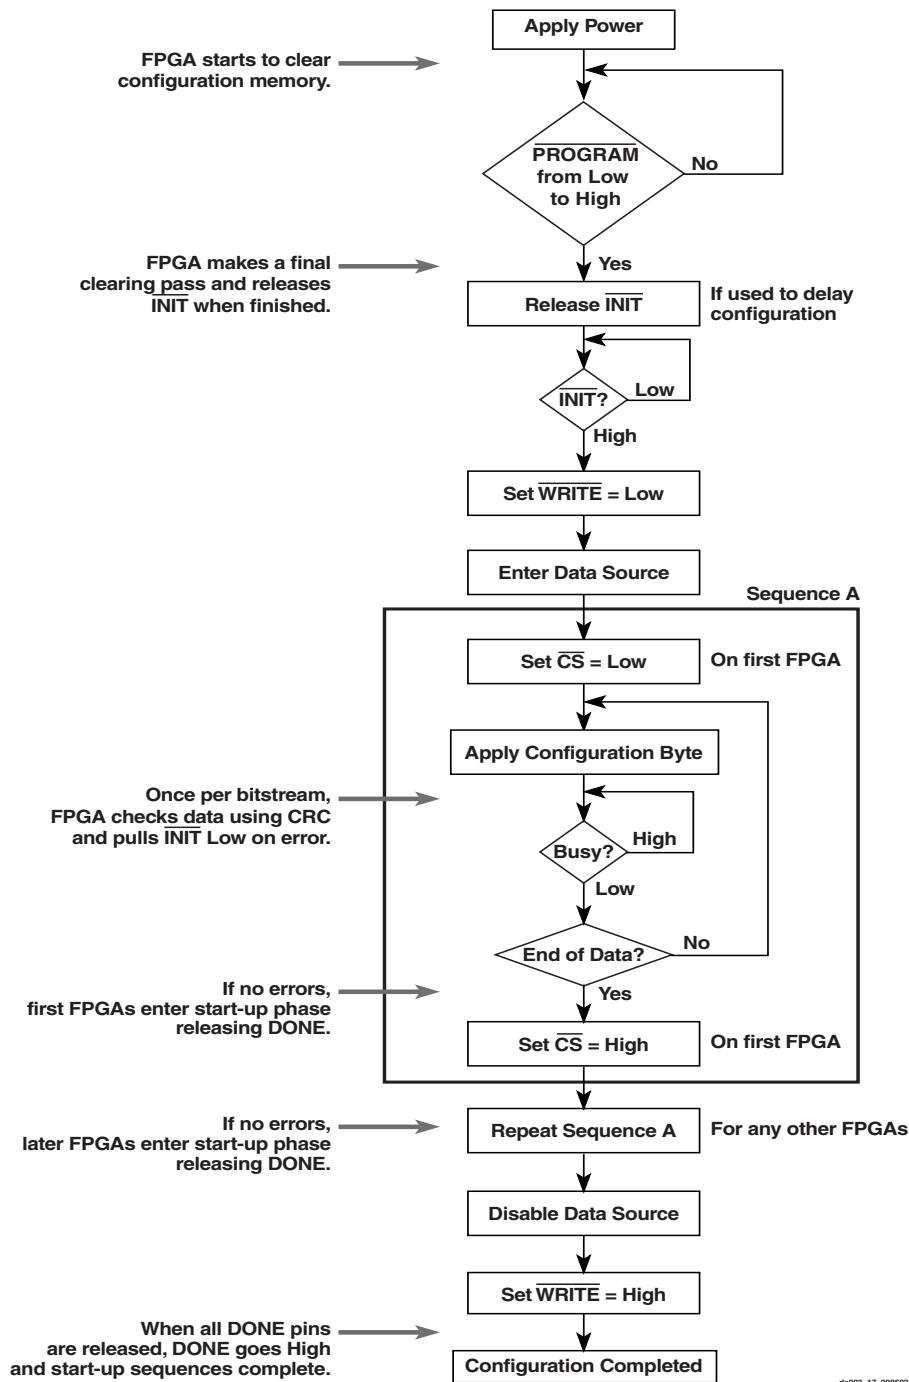 Apply Power
FPGA starts to clear
configuration memory.
PROGRAM
from Low
to High
No
Yes
FPGA makes a final
clearing pass and releases
INIT when finished.
Release INIT
If used to delay
configuration
INIT?
Low
High
Set WRITE = Low
Enter Data Source
Sequence A
Set CS = Low
On first FPGA
Apply Configuration Byte
Once per bitstream,
FPGA checks data using CRC
and pulls INIT Low on error.
Busy?
High
Low
End of Data?
No
Yes
If no errors,
first FPGAs enter start-up phase
releasing DONE.
Set CS = High
On first FPGA
If no errors,
later FPGAs enter start-up phase
releasing DONE.
Repeat Sequence A
For any other FPGAs
Disable Data Source
Set WRITE = High
When all DONE pins
are released, DONE goes High
and start-up sequences complete.
Configuration Completed